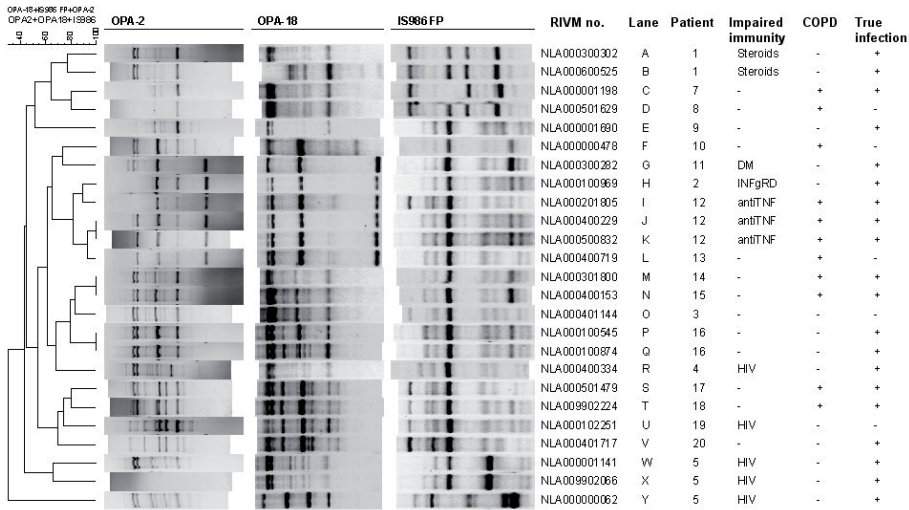 OPA-18+IS986 FP+OPA-2
OPA2+OPA18+IS986
-40 -60 -80 -100
OPA-2 OPA-18 IS986 FP RIVM no. Lane Patient Impaired immunity COPD True infection
NLA000300302 A 1 Steroids - +
NLA000600525 B 1 Steroids - +
NLA000001198 C 7 - + +
NLA000501629 D 8 - + -
NLA000001690 E 9 - - +
NLA000000478 F 10 - + -
NLA000300282 G 11 DM - +
NLA000100969 H 2 INFgRD - +
NLA000201805 I 12 antiTNF + +
NLA000400229 J 12 antiTNF + +
NLA000500832 K 12 antiTNF + +
NLA000400719 L 13 - + -
NLA000301800 M 14 - + +
NLA000400153 N 15 - + +
NLA000401144 O 3 - - -
NLA000100545 P 16 - - +
NLA000100874 Q 16 - - +
NLA000400334 R 4 HIV - +
NLA000501479 S 17 - + +
NLA009902224 T 18 - + +
NLA000102251 U 19 HIV - -
NLA000401717 V 20 - - +
NLA000001141 W 5 HIV - +
NLA009902066 X 5 HIV - +
NLA000000062 Y 5 HIV - +